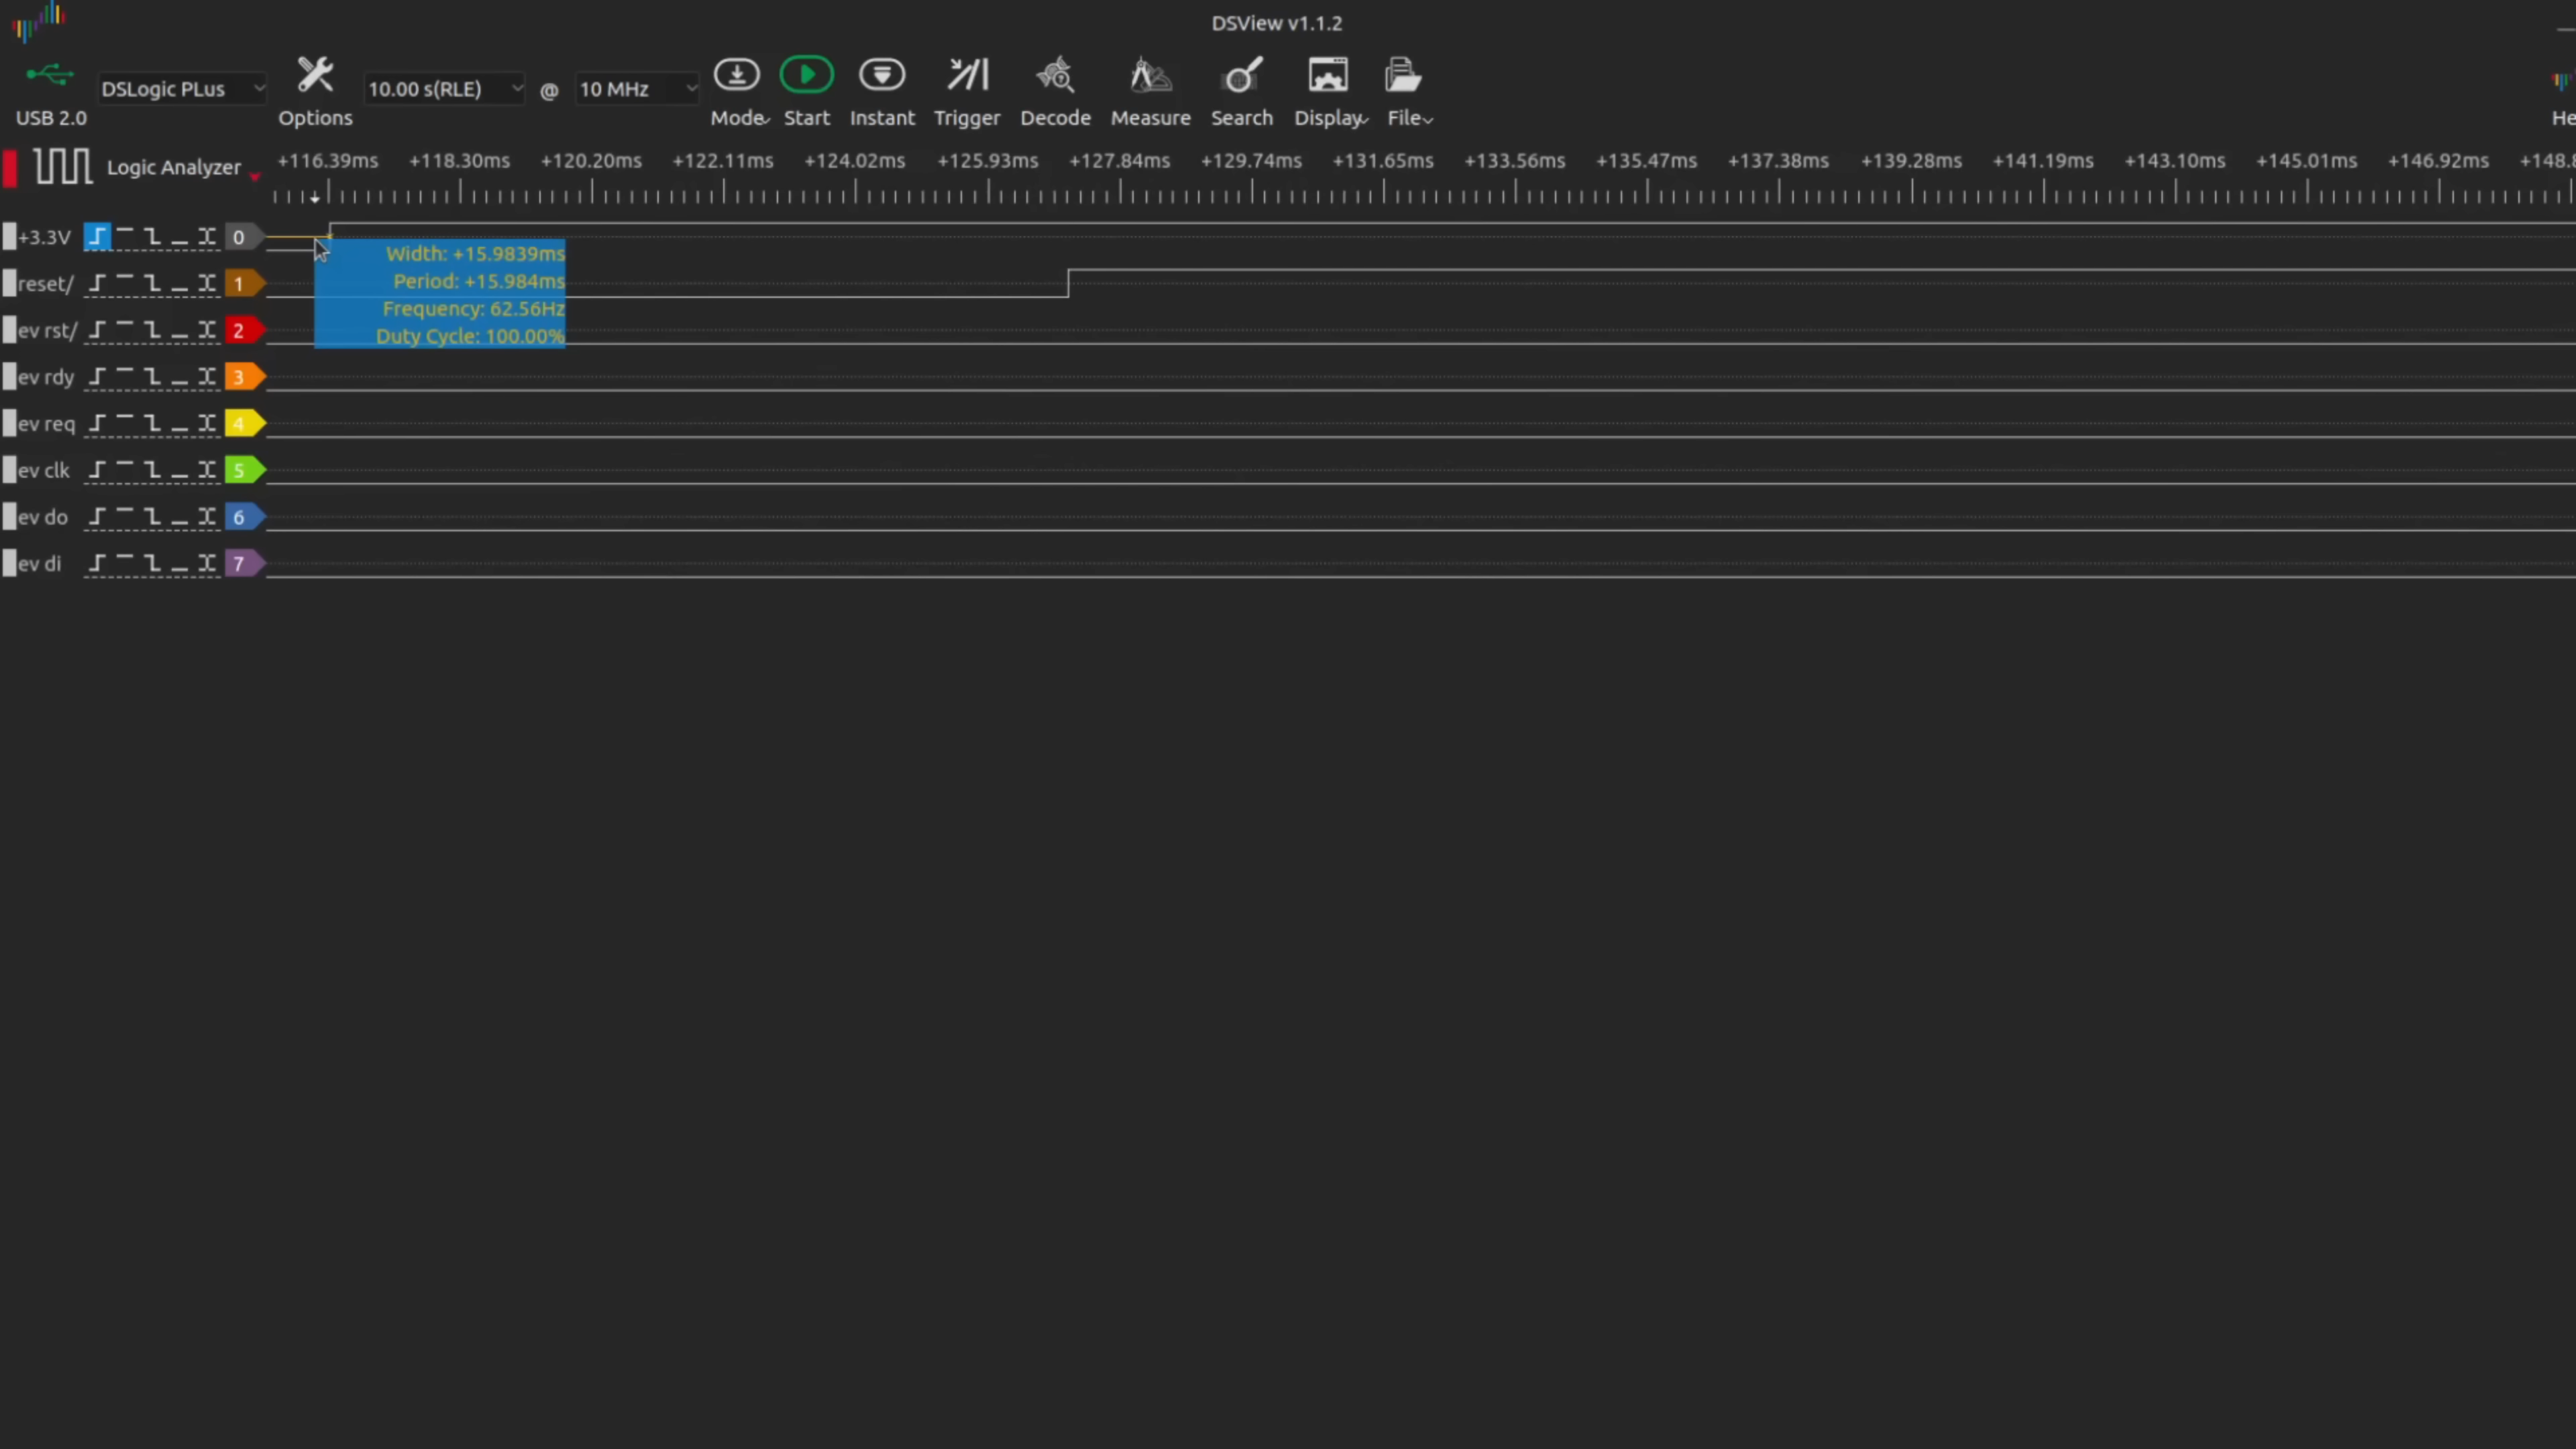 DSView v1.1.2
USB 2.0
DSLogic PLus
Options
10.00 s(RLE)
@
10 MHz
Mode
Start
Instant
Trigger
Decode
Measure
Search
Display
File
He
Logic Analyzer
+116.39ms +118.30ms +120.20ms +122.11ms +124.02ms +125.93ms +127.84ms +129.74ms +131.65ms +133.56ms +135.47ms +137.38ms +139.28ms +141.19ms +143.10ms +145.01ms +146.92ms +148.8
+3.3V 0
Width: +15.9839ms
Period: +15.984ms
Frequency: 62.56Hz
Duty Cycle: 100.00%
reset/ 1
ev rst/ 2
ev rdy 3
ev req 4
ev clk 5
ev do 6
ev di 7